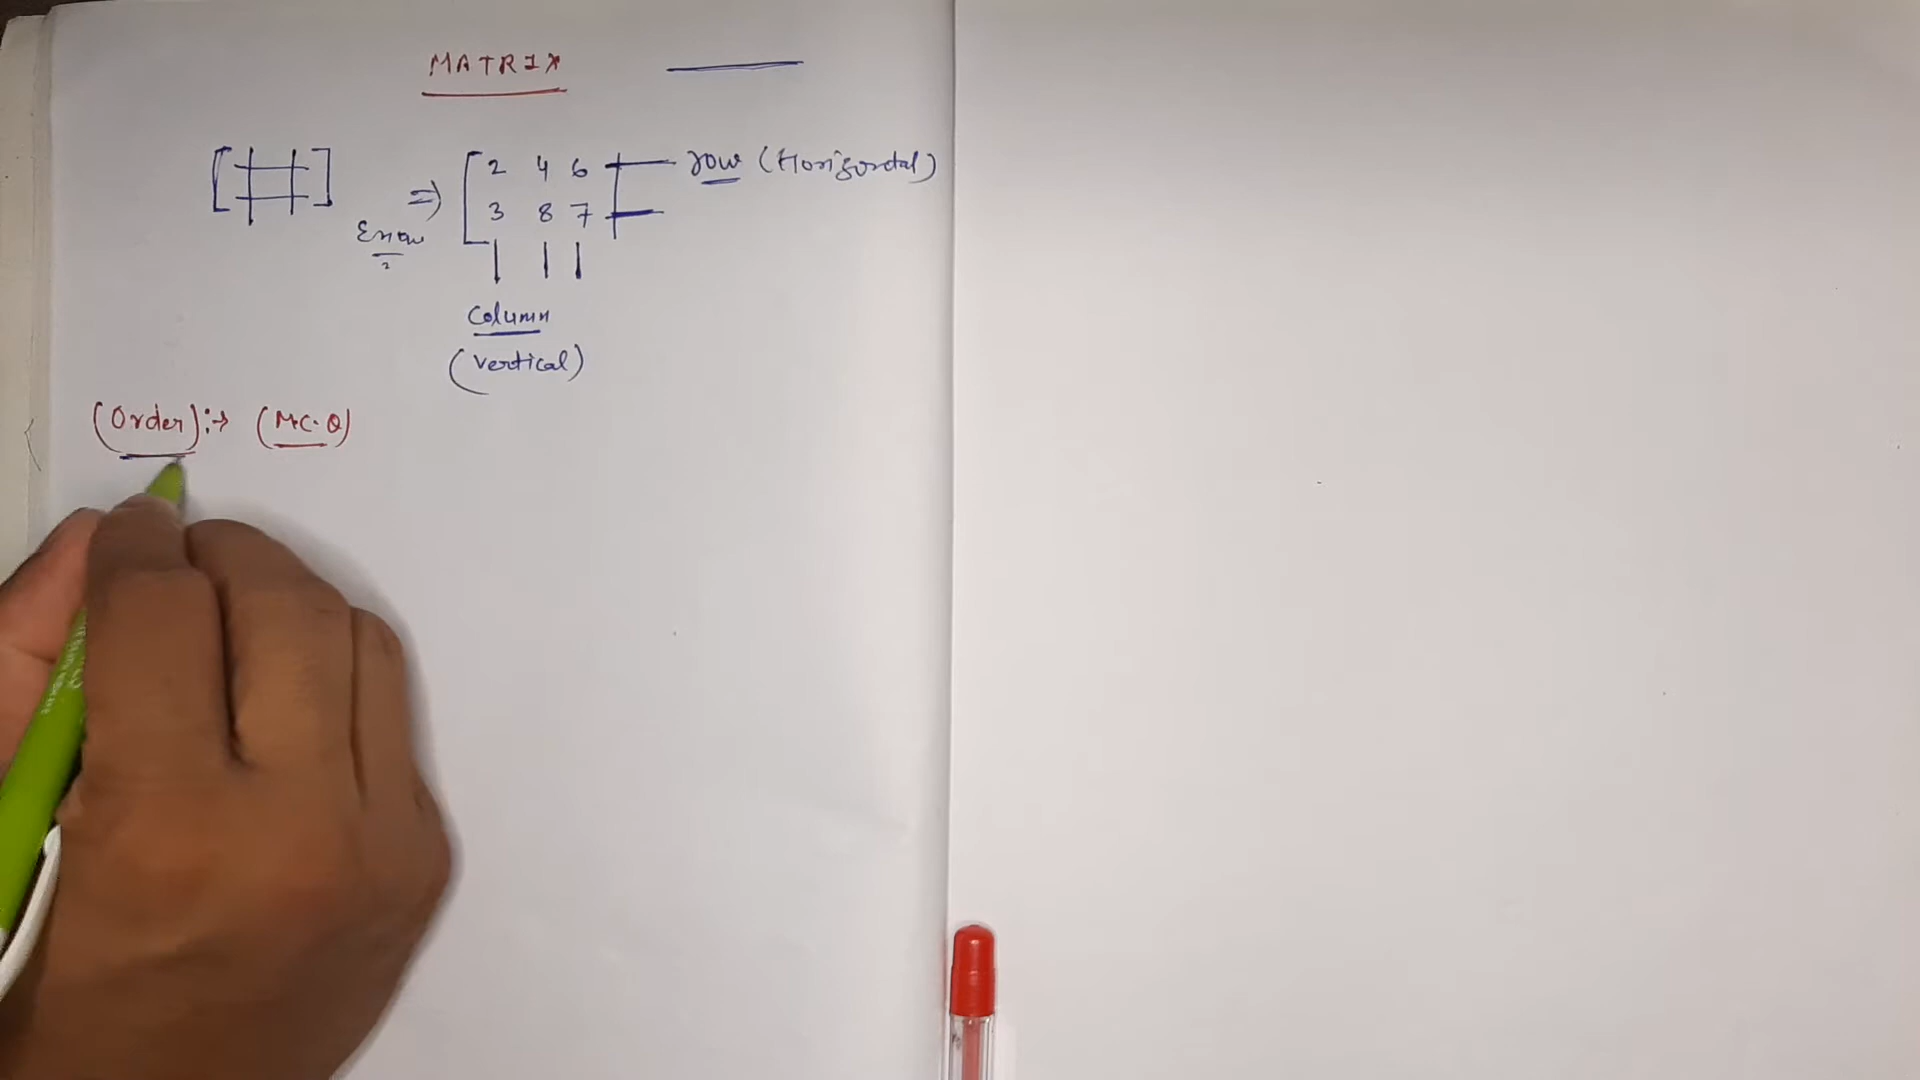 MATRIX
⇒ [2 4 6 row (Horizontal)
3 8 7
Column
(Vertical)
(Order):→ (M.C.Q)